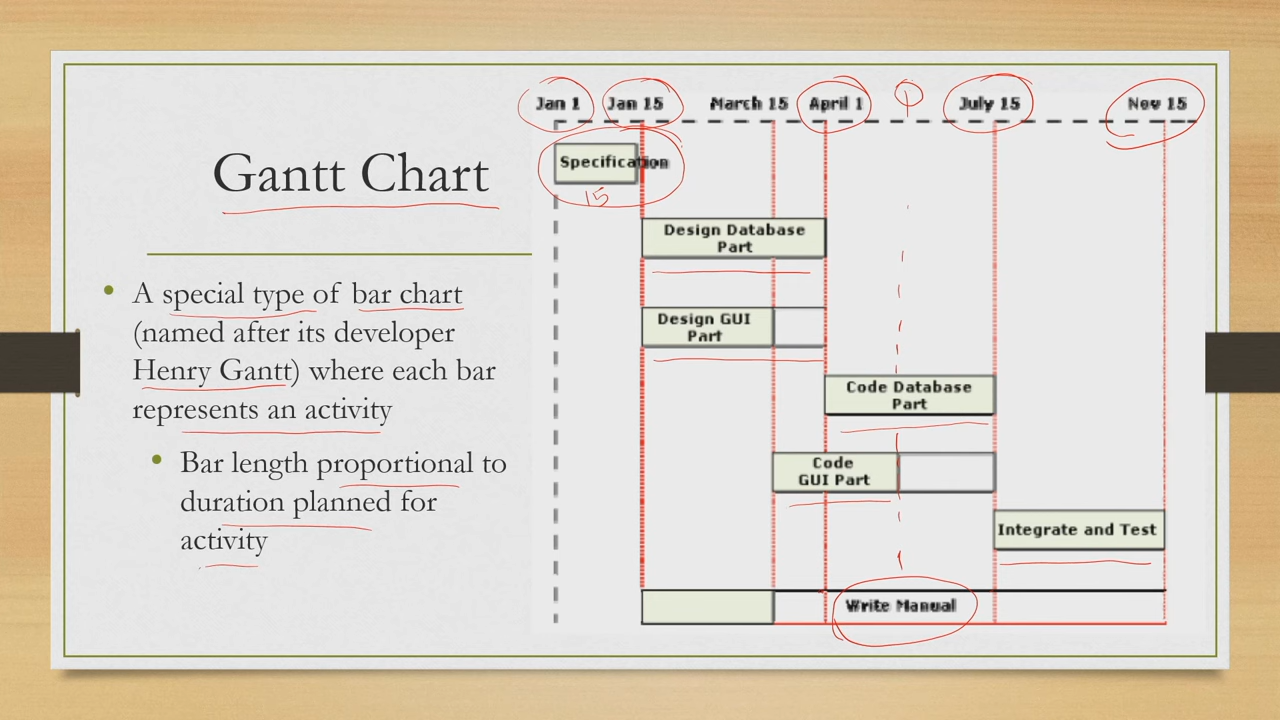 Jan 1 Jan 15 March 15 April 1 July 15 Nov 15
Gantt Chart
A special type of bar chart
(named after its developer
Henry Gantt) where each bar
represents an activity
Bar length proportional to
duration planned for
activity
Specification
15
Design Database
Part
Design GUI
Part
Code Database
Part
Code
GUI Part
Integrate and Test
Write Manual